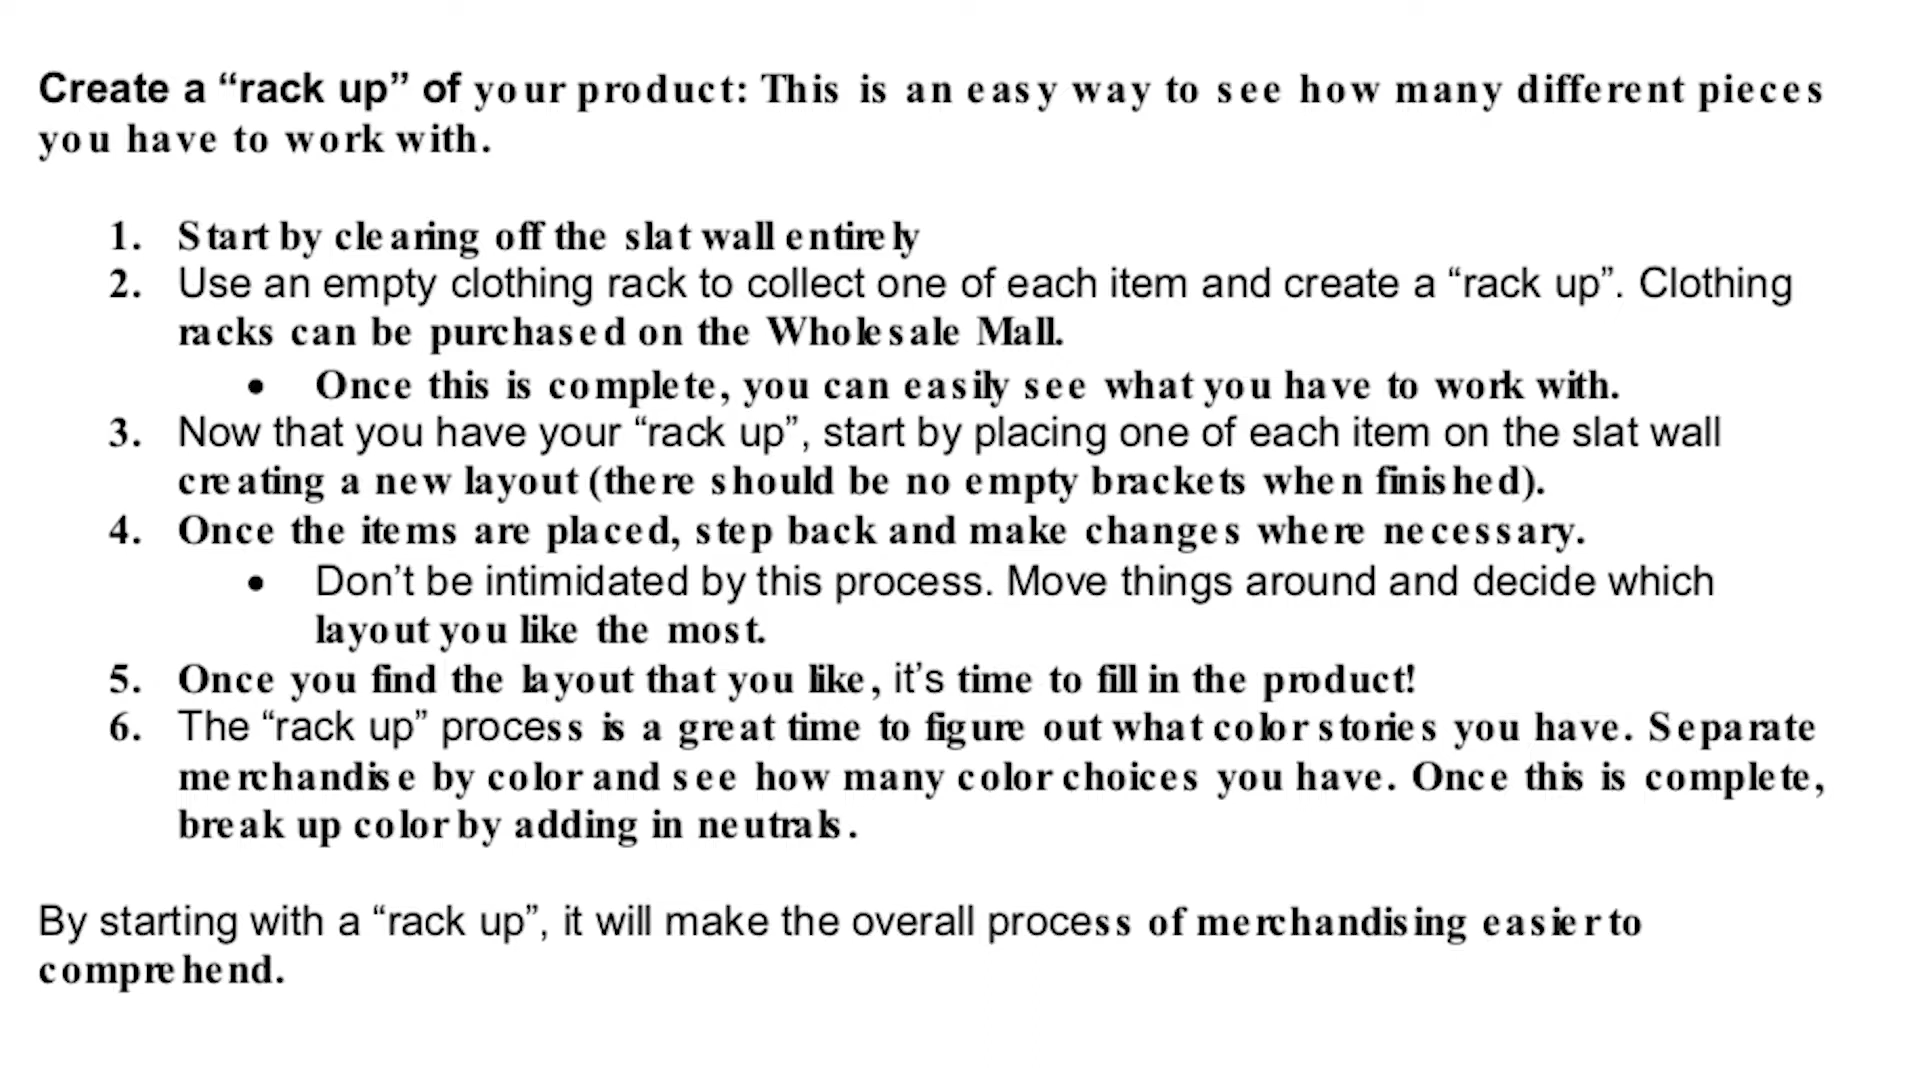 Create a “rack up” of your product: This is an easy way to see how many different pieces
you have to work with.
1. Start by clearing off the slat wall entirely
2. Use an empty clothing rack to collect one of each item and create a “rack up”. Clothing
racks can be purchased on the Wholesale Mall.
• Once this is complete, you can easily see what you have to work with.
3. Now that you have your “rack up”, start by placing one of each item on the slat wall
creating a new layout (there should be no empty brackets when finished).
4. Once the items are placed, step back and make changes where necessary.
• Don’t be intimidated by this process. Move things around and decide which
layout you like the most.
5. Once you find the layout that you like, it’s time to fill in the product!
6. The “rack up” process is a great time to figure out what color stories you have. Separate
merchandise by color and see how many color choices you have. Once this is complete,
break up color by adding in neutrals.
By starting with a “rack up”, it will make the overall process of merchandising easier to
comprehend.